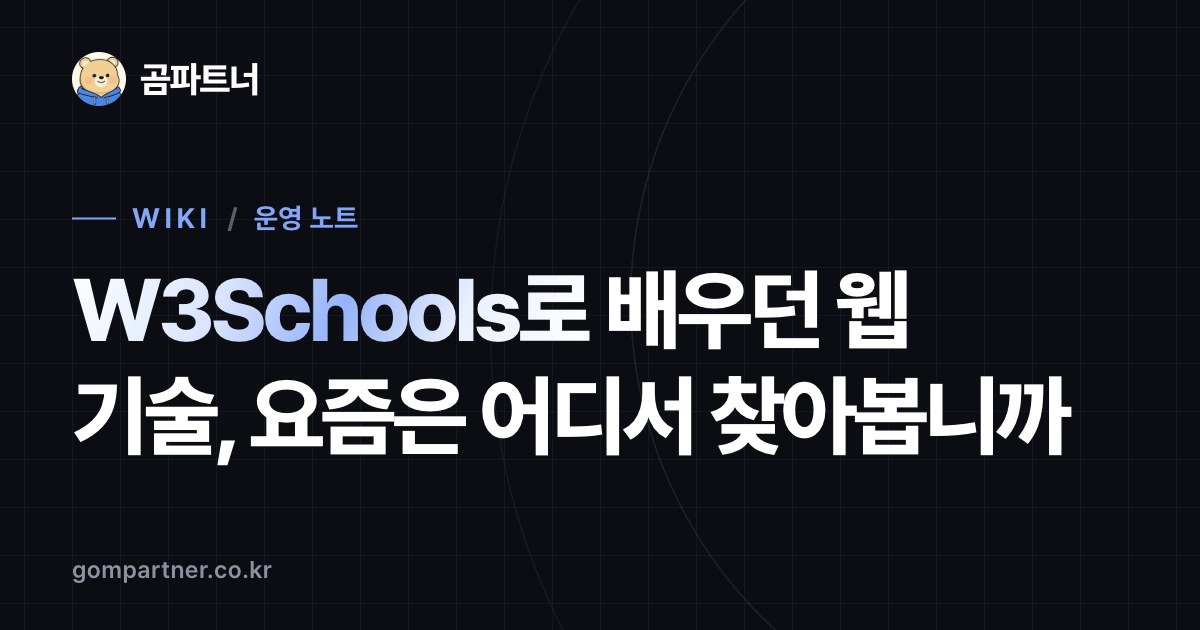 곰파트너
WIKI / 운영 노트
W3Schools로 배우던 웹
기술, 요즘은 어디서 찾아봅니까
gompartner.co.kr